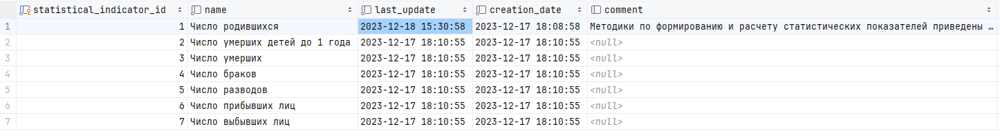 statistical_indicator_id name last_update creation_date comment
1 1 Число родившихся 2023-12-18 15:30:58 2023-12-17 18:08:58 Методики по формированию и расчету статистических показателей приведены …
2 2 Число умерших детей до 1 года 2023-12-17 18:10:55 2023-12-17 18:10:55 <null>
3 3 Число умерших 2023-12-17 18:10:55 2023-12-17 18:10:55 <null>
4 4 Число браков 2023-12-17 18:10:55 2023-12-17 18:10:55 <null>
5 5 Число разводов 2023-12-17 18:10:55 2023-12-17 18:10:55 <null>
6 6 Число прибывших лиц 2023-12-17 18:10:55 2023-12-17 18:10:55 <null>
7 7 Число выбывших лиц 2023-12-17 18:10:55 2023-12-17 18:10:55 <null>